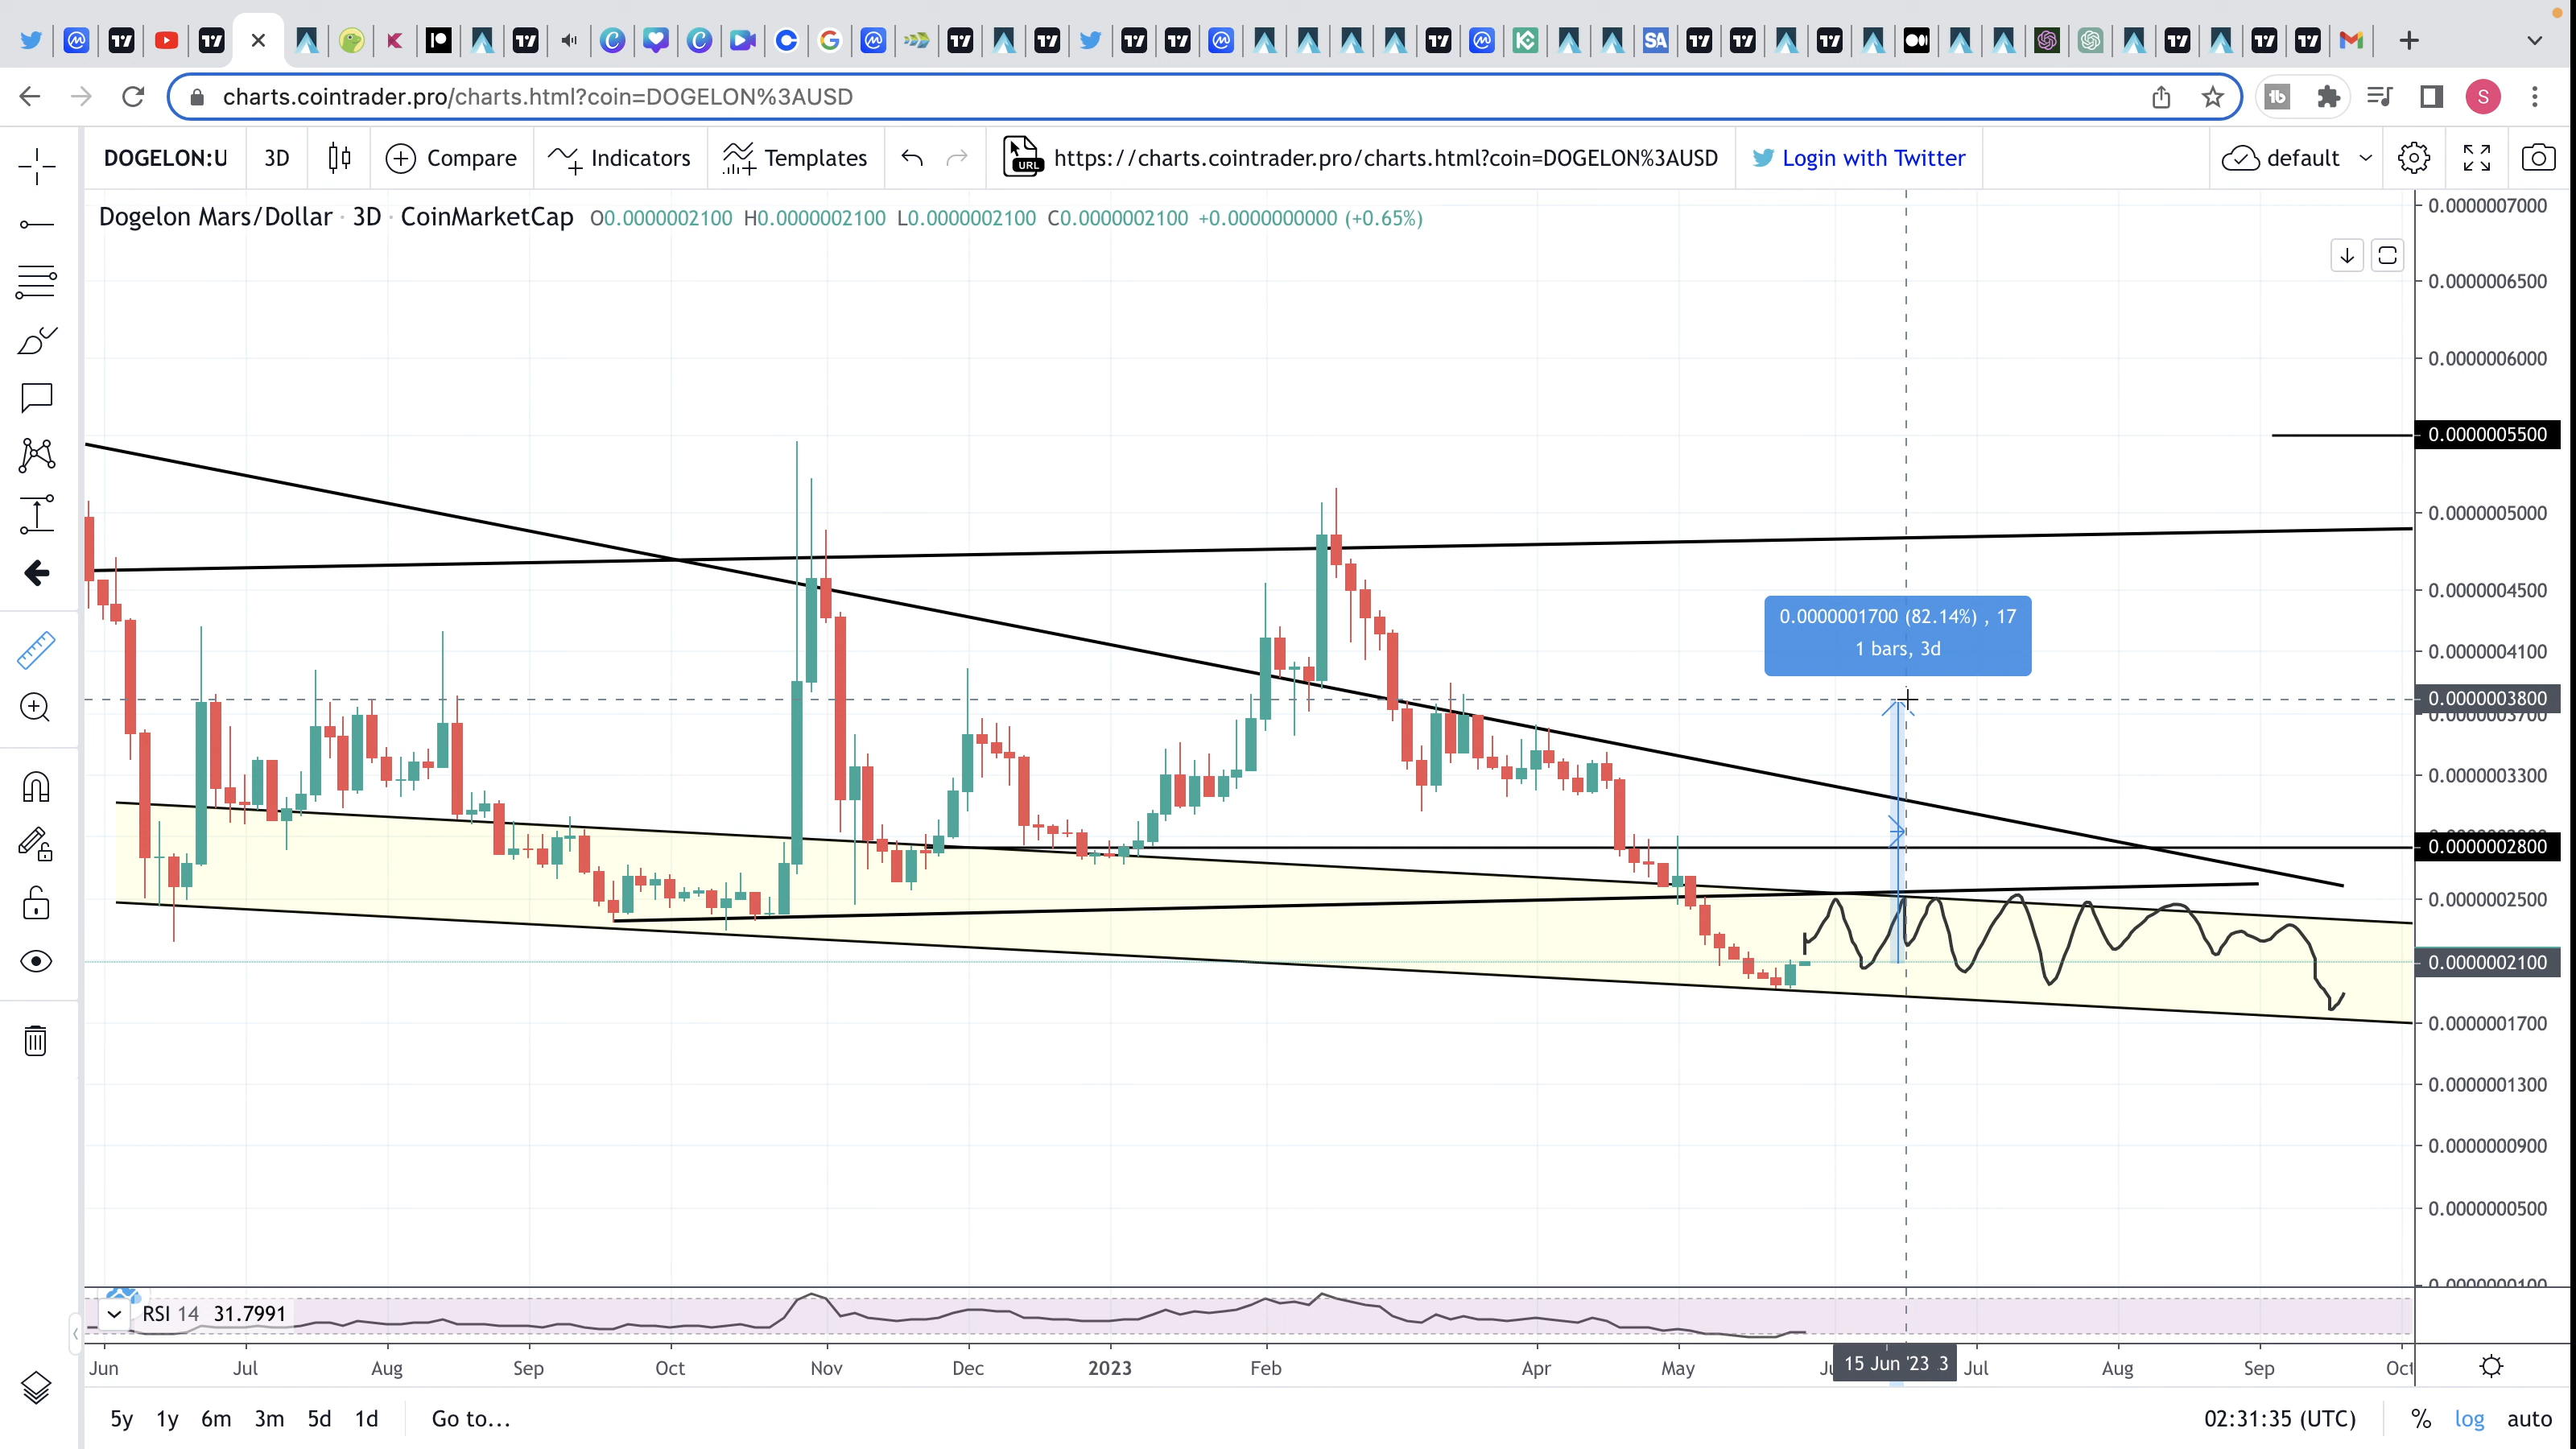 charts.cointrader.pro/charts.html?coin=DOGELON%3AUSD
S
DOGELON:U 3D Compare Indicators Templates URL https://charts.cointrader.pro/charts.html?coin=DOGELON%3AUSD Login with Twitter default
Dogelon Mars/Dollar · 3D · CoinMarketCap O0.0000002100 H0.0000002100 L0.0000002100 C0.0000002100 +0.0000000000 (+0.65%)
0.0000007000
0.0000006500
0.0000006000
0.0000005500
0.0000005000
0.0000004500
0.0000001700 (82.14%) , 17
1 bars, 3d
0.0000004100
0.0000003800
0.0000003700
0.0000003300
0.0000002800
0.0000002500
0.0000002100
0.0000001700
0.0000001300
0.0000000900
0.0000000500
0.0000000100
RSI 14 31.7991
Jun Jul Aug Sep Oct Nov Dec 2023 Feb Apr May 15 Jun '23 3 Jul Aug Sep Oct
5y 1y 6m 3m 5d 1d Go to... 02:31:35 (UTC) % log auto